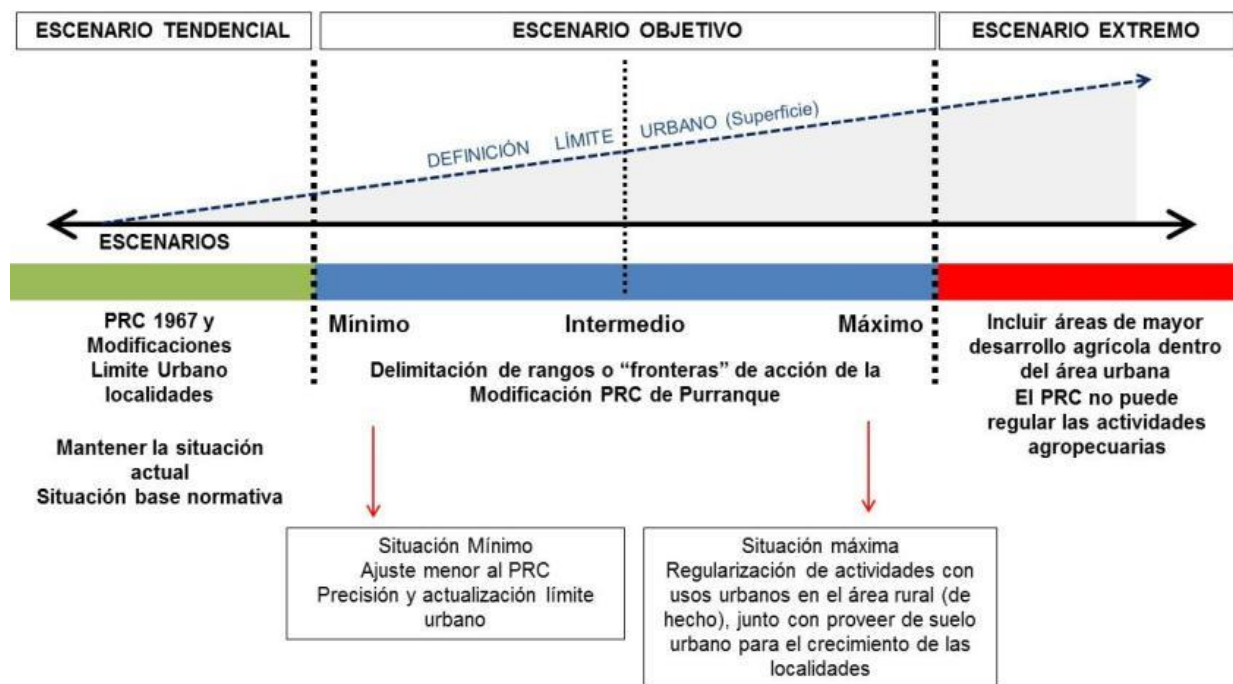 ESCENARIO TENDENCIAL
ESCENARIO OBJETIVO
ESCENARIO EXTREMO
DEFINICIÓN LÍMITE URBANO (Superficie)
ESCENARIOS
PRC 1967 y
Modificaciones
Limite Urbano
localidades
Mantener la situación
actual
Situación base normativa
Mínimo
Intermedio
Máximo
Delimitación de rangos o “fronteras” de acción de la
Modificación PRC de Purranque
Incluir áreas de mayor
desarrollo agrícola dentro
del área urbana
El PRC no puede
regular las actividades
agropecuarias
Situación Mínimo
Ajuste menor al PRC
Precisión y actualización límite
urbano
Situación máxima
Regularización de actividades con
usos urbanos en el área rural (de
hecho), junto con proveer de suelo
urbano para el crecimiento de las
localidades